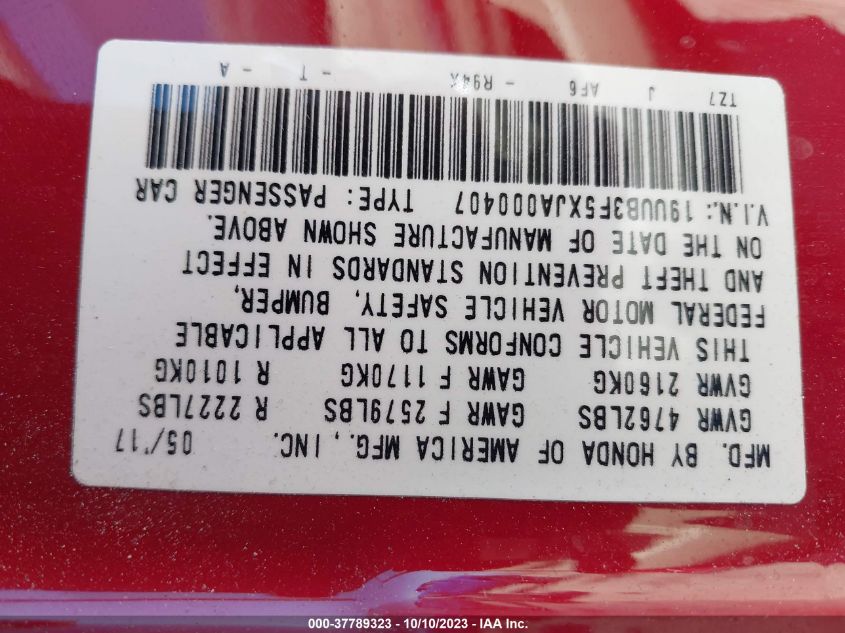 MFD. BY HONDA OF AMERICA MFG., INC. 05/'17
GVWR 4762LBS GAWR F 2579LBS R 2227LBS
GVWR 2160KG GAWR F 1170KG R 1010KG
THIS VEHICLE CONFORMS TO ALL APPLICABLE
FEDERAL MOTOR VEHICLE SAFETY, BUMPER,
AND THEFT PREVENTION STANDARDS IN EFFECT
ON THE DATE OF MANUFACTURE SHOWN ABOVE.
V.I.N.: 19UUB3F5XJA000407 TYPE: PASSENGER CAR
TZ7 J AF6 - R94X - T - A
000-37789323 - 10/10/2023 - IAA Inc.